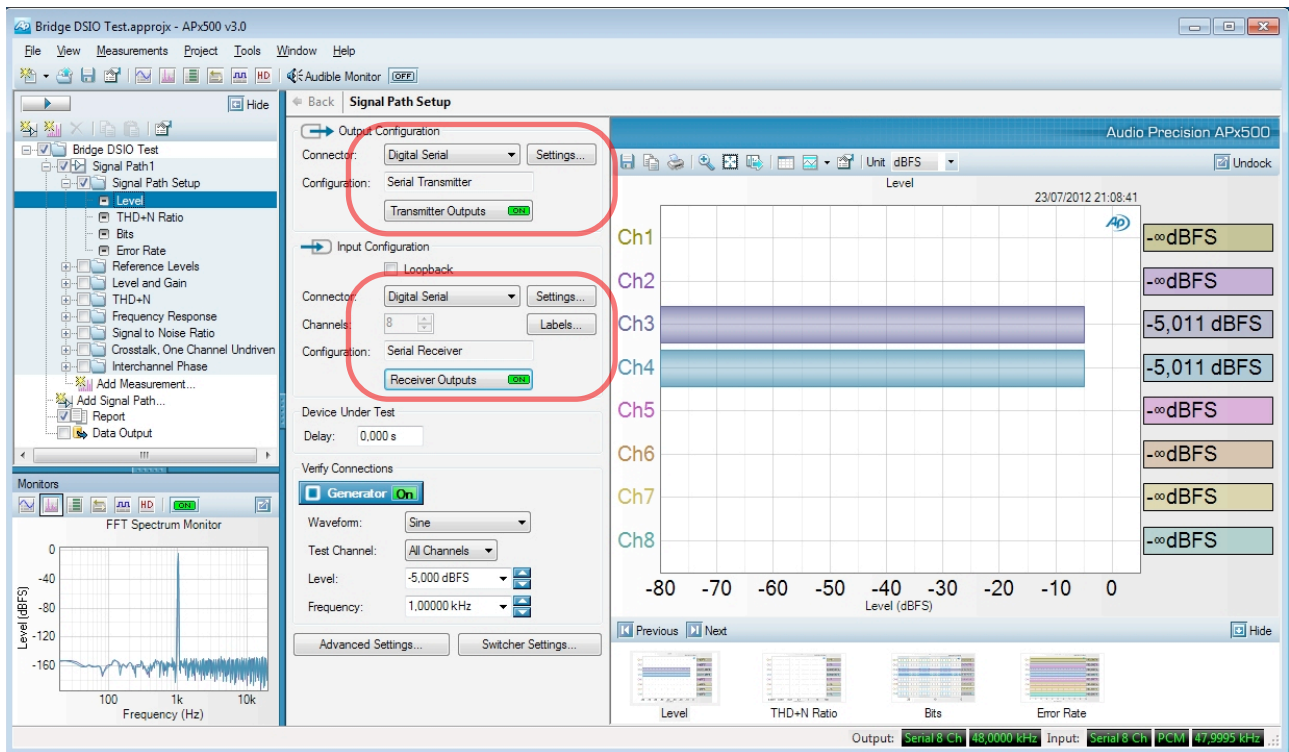 Bridge DSIO Test.approjx - APx500 v3.0
File View Measurements Project Tools Window Help
HD Audible Monitor OFF
Hide
Bridge DSIO Test
Signal Path1
Signal Path Setup
Level
THD+N Ratio
Bits
Error Rate
Reference Levels
Level and Gain
THD+N
Frequency Response
Signal to Noise Ratio
Crosstalk, One Channel Undriven
Interchannel Phase
Add Measurement...
Add Signal Path...
Report
Data Output
Monitors
HD ON
FFT Spectrum Monitor
Level (dBFS)
0
-40
-80
-120
-160
100 1k 10k
Frequency (Hz)
Back Signal Path Setup
Output Configuration
Connector: Digital Serial Settings...
Configuration: Serial Transmitter
Transmitter Outputs ON
Input Configuration
Loopback
Connector: Digital Serial Settings...
Channels: 8 Labels...
Configuration: Serial Receiver
Receiver Outputs ON
Device Under Test
Delay: 0,000 s
Verify Connections
Generator On
Waveform: Sine
Test Channel: All Channels
Level: -5,000 dBFS
Frequency: 1,00000 kHz
Advanced Settings... Switcher Settings...
Audio Precision APx500
Unit dBFS Undock
Level
23/07/2012 21:08:41
AP
Ch1 -∞dBFS
Ch2 -∞dBFS
Ch3 -5,011 dBFS
Ch4 -5,011 dBFS
Ch5 -∞dBFS
Ch6 -∞dBFS
Ch7 -∞dBFS
Ch8 -∞dBFS
-80 -70 -60 -50 -40 -30 -20 -10 0
Level (dBFS)
Previous Next Hide
Level THD+N Ratio Bits Error Rate
Output: Serial 8 Ch 48,0000 kHz Input: Serial 8 Ch PCM 47,9995 kHz